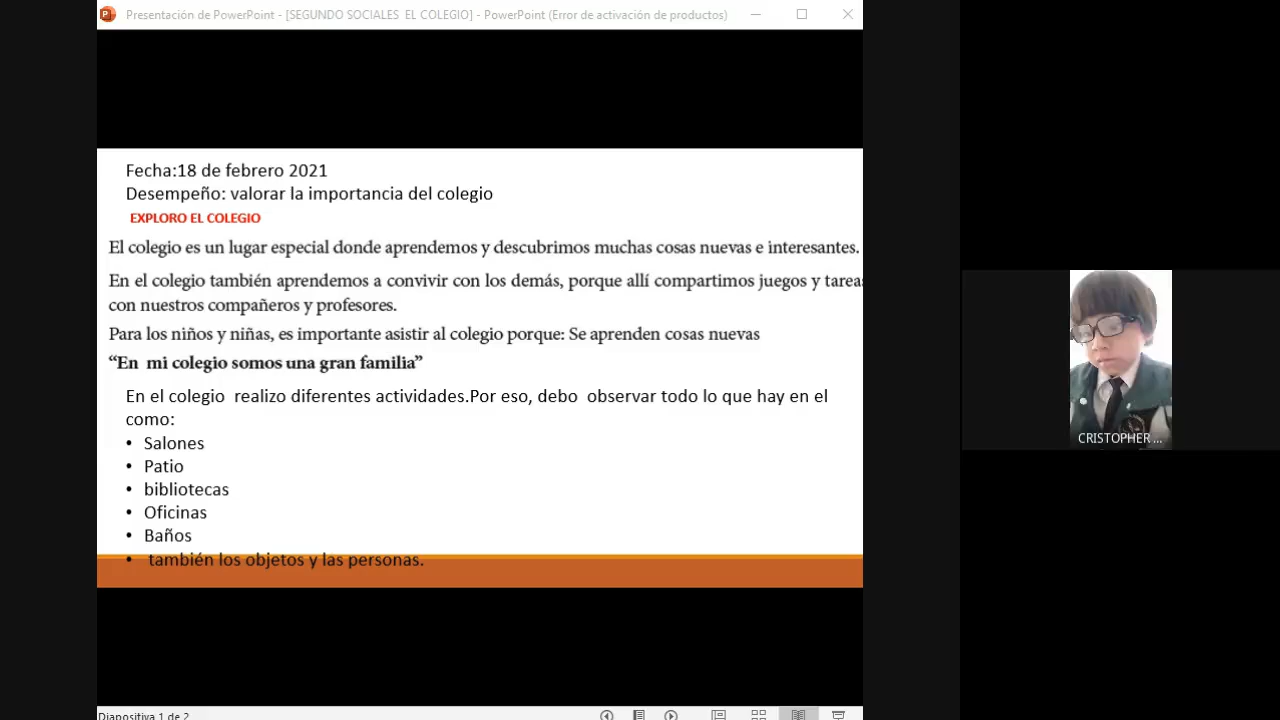 Presentación de PowerPoint - [SEGUNDO SOCIALES  EL COLEGIO] - PowerPoint (Error de activación de productos)
Fecha:18 de febrero 2021
Desempeño: valorar la importancia del colegio
EXPLORO EL COLEGIO
El colegio es un lugar especial donde aprendemos y descubrimos muchas cosas nuevas e interesantes.
En el colegio también aprendemos a convivir con los demás, porque allí compartimos juegos y tareas
con nuestros compañeros y profesores.
Para los niños y niñas, es importante asistir al colegio porque: Se aprenden cosas nuevas
“En  mi colegio somos una gran familia”
En el colegio  realizo diferentes actividades.Por eso, debo  observar todo lo que hay en el
como:
• Salones
• Patio
• bibliotecas
• Oficinas
• Baños
• también los objetos y las personas.
CRISTOPHER ...
Diapositiva 1 de 2